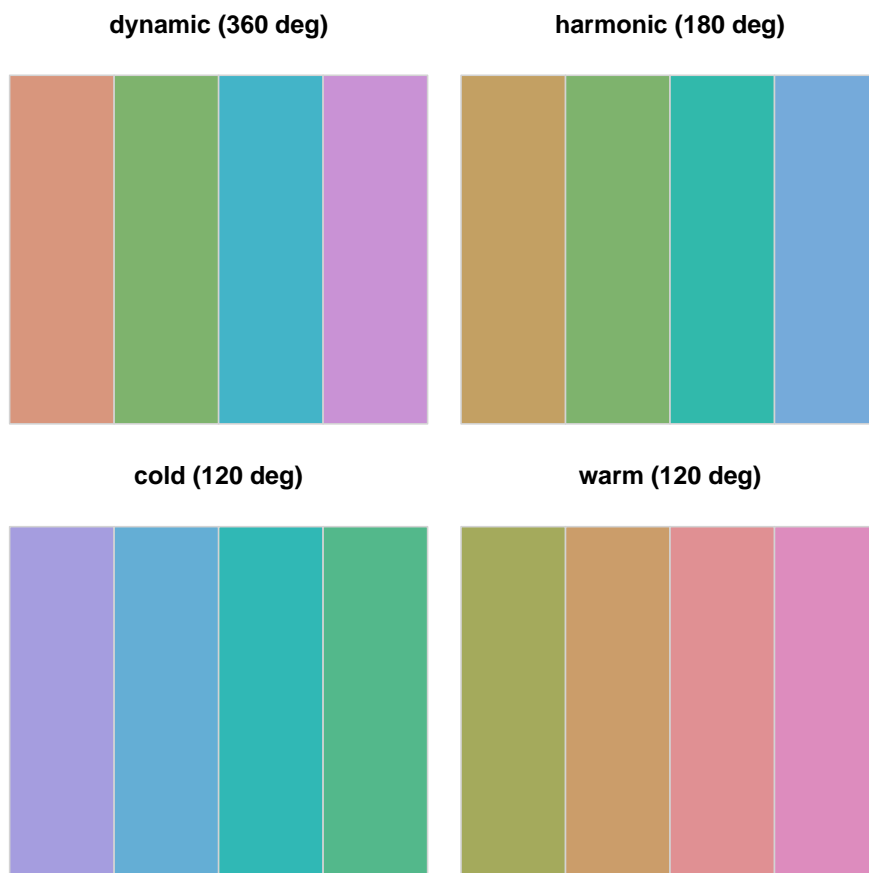 dynamic (360 deg)
harmonic (180 deg)
cold (120 deg)
warm (120 deg)